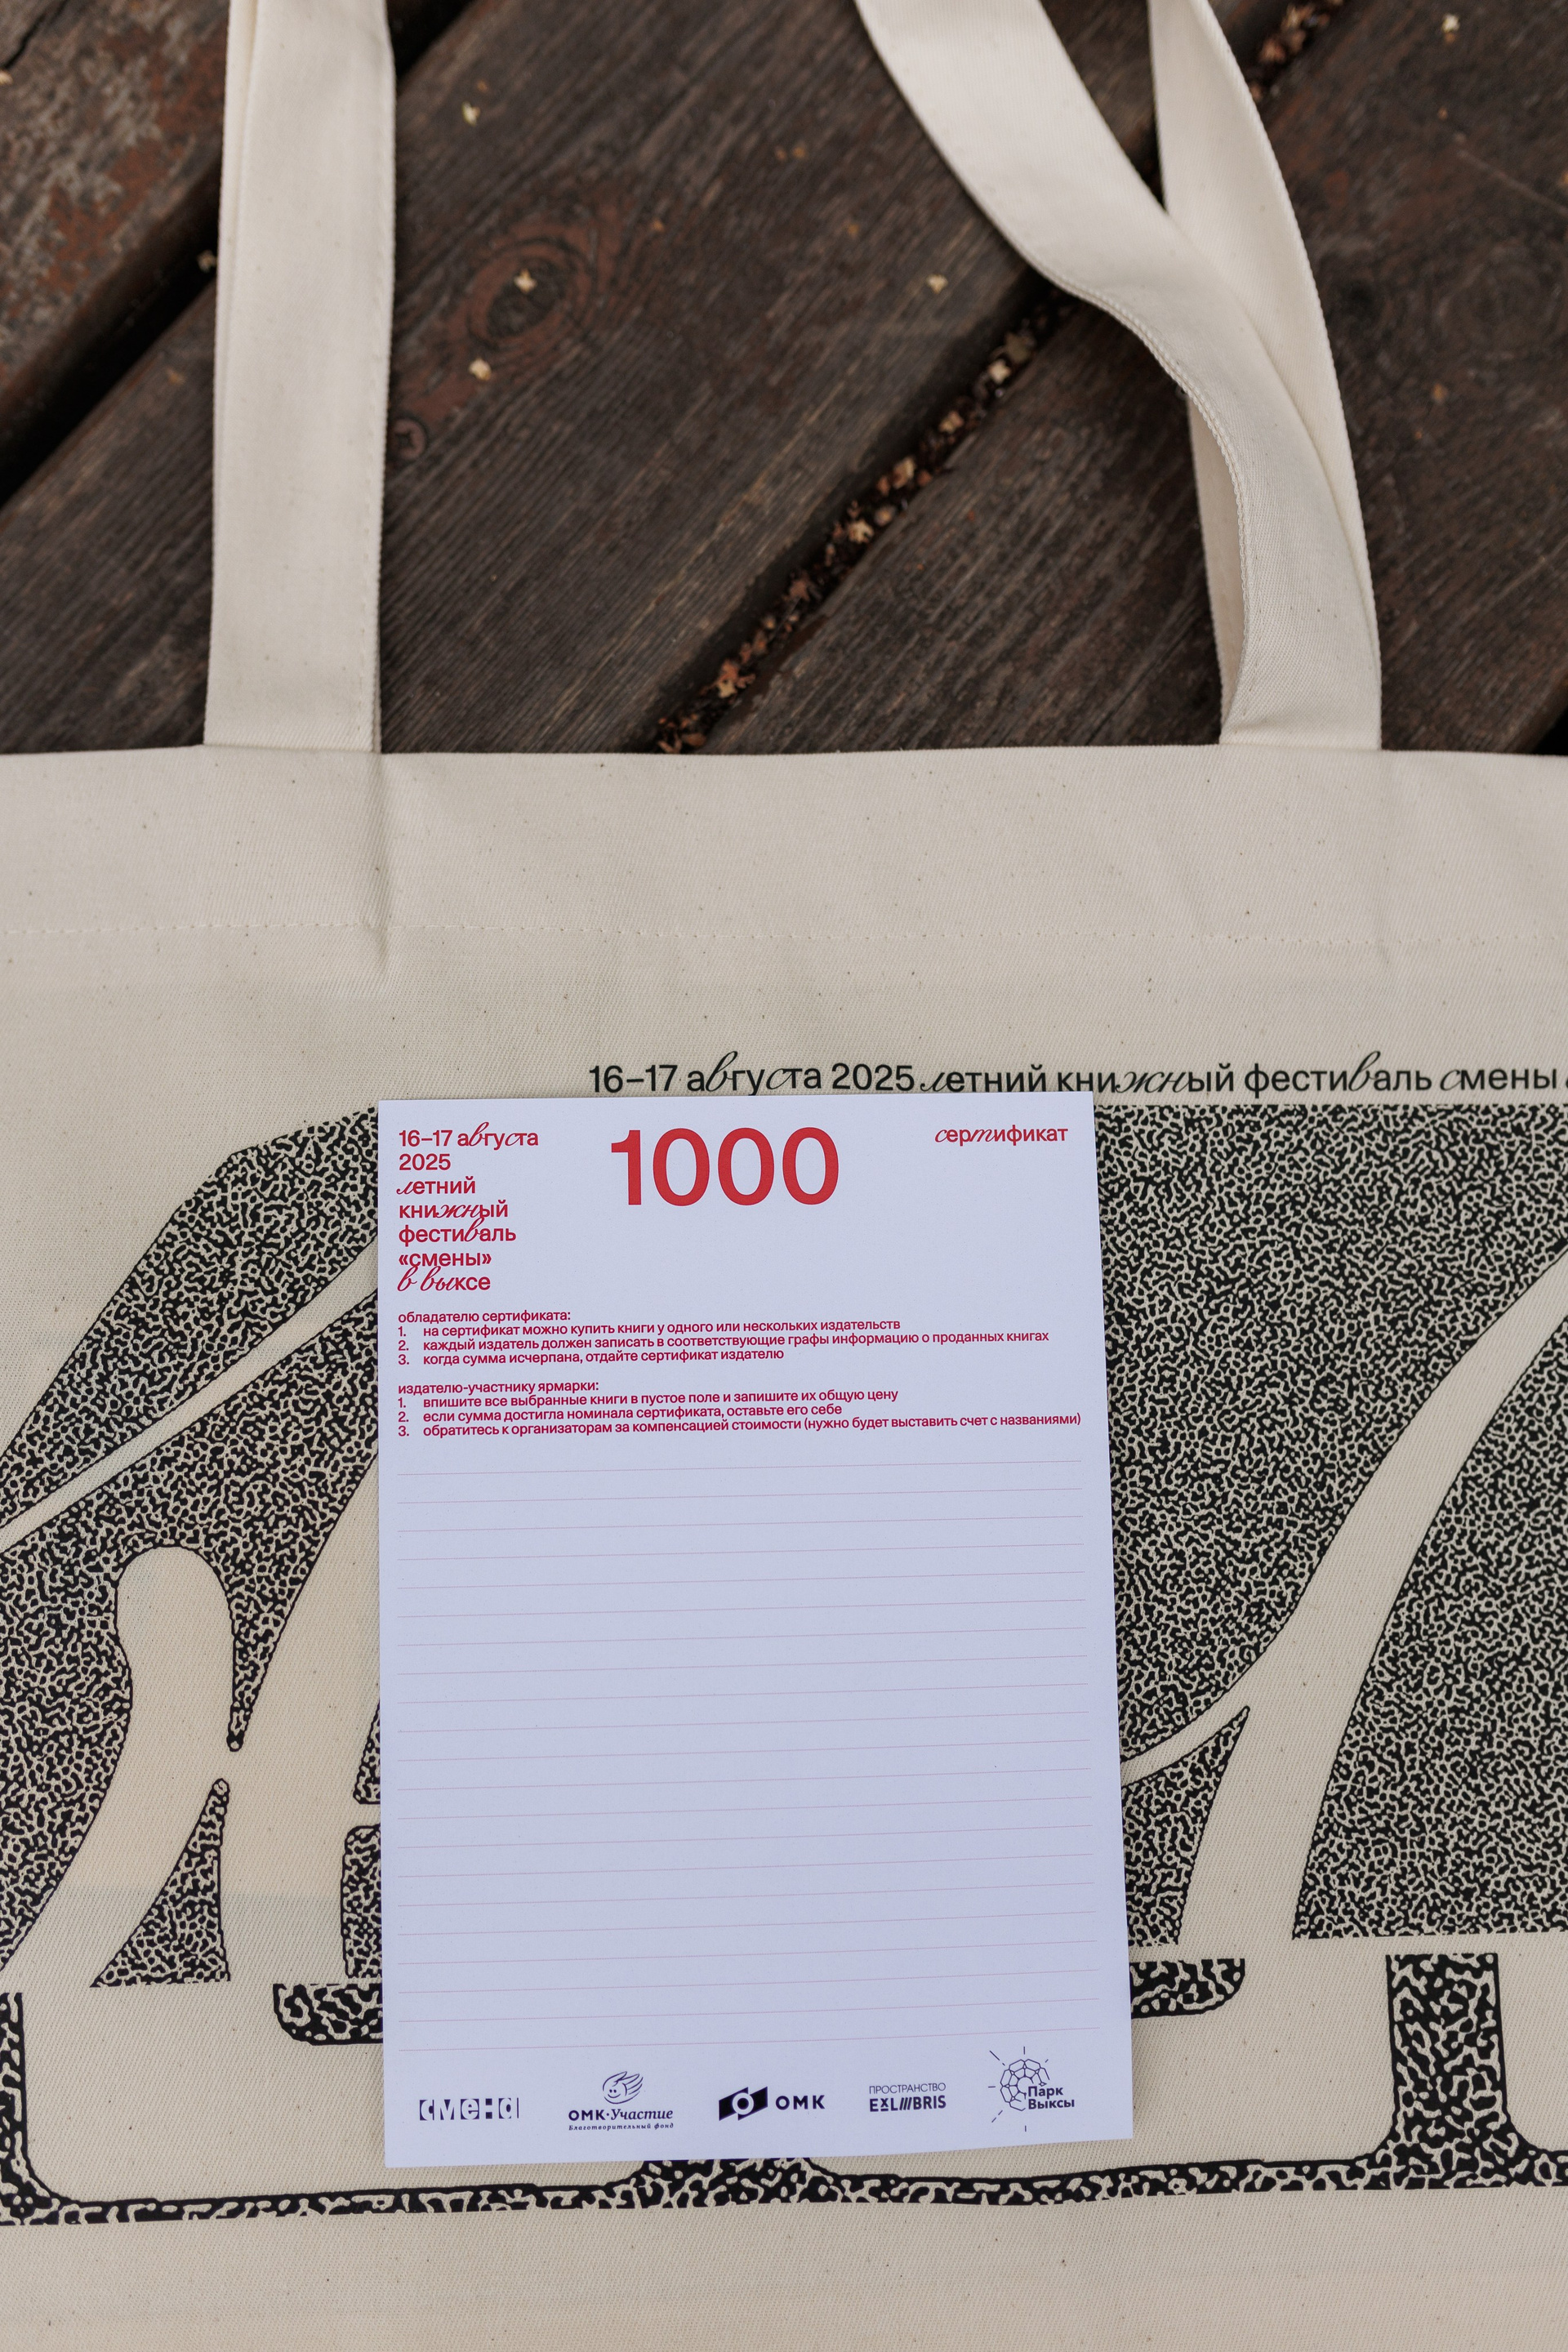 16–17 августа 2025 летний книжный фестиваль смены
16–17 августа
2025
летний
книжный
фестиваль
«смены»
в выксе
1000
сертификат
обладателю сертификата:
1. на сертификат можно купить книги у одного или нескольких издательств
2. каждый издатель должен записать в соответствующие графы информацию о проданных книгах
3. когда сумма исчерпана, отдайте сертификат издателю
издателю-участнику ярмарки:
1. впишите все выбранные книги в пустое поле и запишите их общую цену
2. если сумма достигла номинала сертификата, оставьте его себе
3. обратитесь к организаторам за компенсацией стоимости (нужно будет выставить счет с названиями)
смена
ОМК·Участие
Благотворительный фонд
ОМК
ПРОСТРАНСТВО
EXLIBRIS
Парк
Выксы